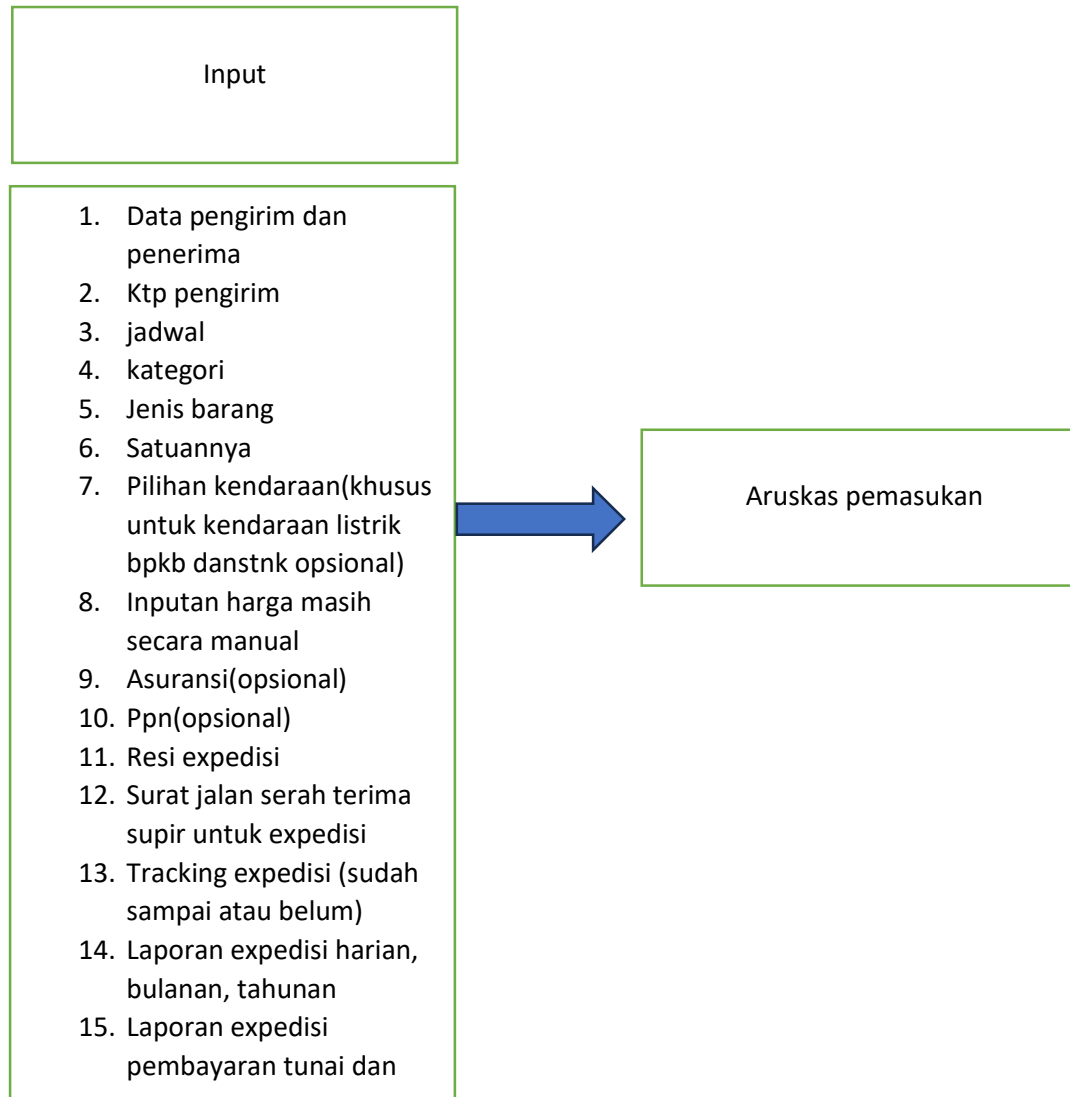 Input
1. Data pengirim dan
penerima
2. Ktp pengirim
3. jadwal
4. kategori
5. Jenis barang
6. Satuannya
7. Pilihan kendaraan(khusus
untuk kendaraan listrik
bpkb danstnk opsional)
8. Inputan harga masih
secara manual
9. Asuransi(opsional)
10. Ppn(opsional)
11. Resi expedisi
12. Surat jalan serah terima
supir untuk expedisi
13. Tracking expedisi (sudah
sampai atau belum)
14. Laporan expedisi harian,
bulanan, tahunan
15. Laporan expedisi
pembayaran tunai dan
Aruskas pemasukan